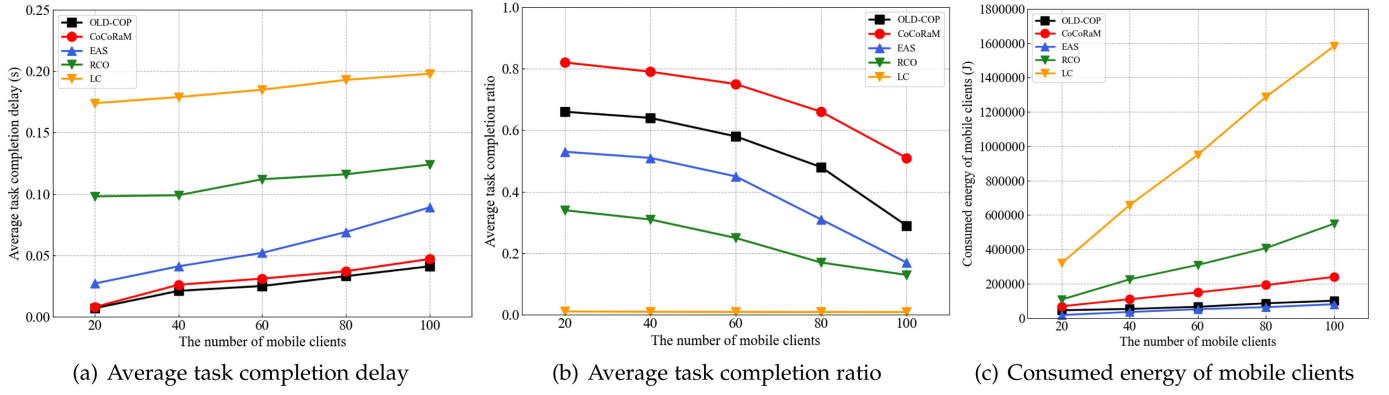 0.25
0.20
0.15
0.10
0.05
0.00
Average task completion delay (s)
OLD-COP
CoCoRaM
EAS
RCO
LC
20 40 60 80 100
The number of mobile clients
(a) Average task completion delay
1.0
0.8
0.6
0.4
0.2
0.0
Average task completion ratio
OLD-COP
CoCoRaM
EAS
RCO
LC
20 40 60 80 100
The number of mobile clients
(b) Average task completion ratio
1800000
1600000
1400000
1200000
1000000
800000
600000
400000
200000
0
Consumed energy of mobile clients (J)
OLD-COP
CoCoRaM
EAS
RCO
LC
20 40 60 80 100
The number of mobile clients
(c) Consumed energy of mobile clients